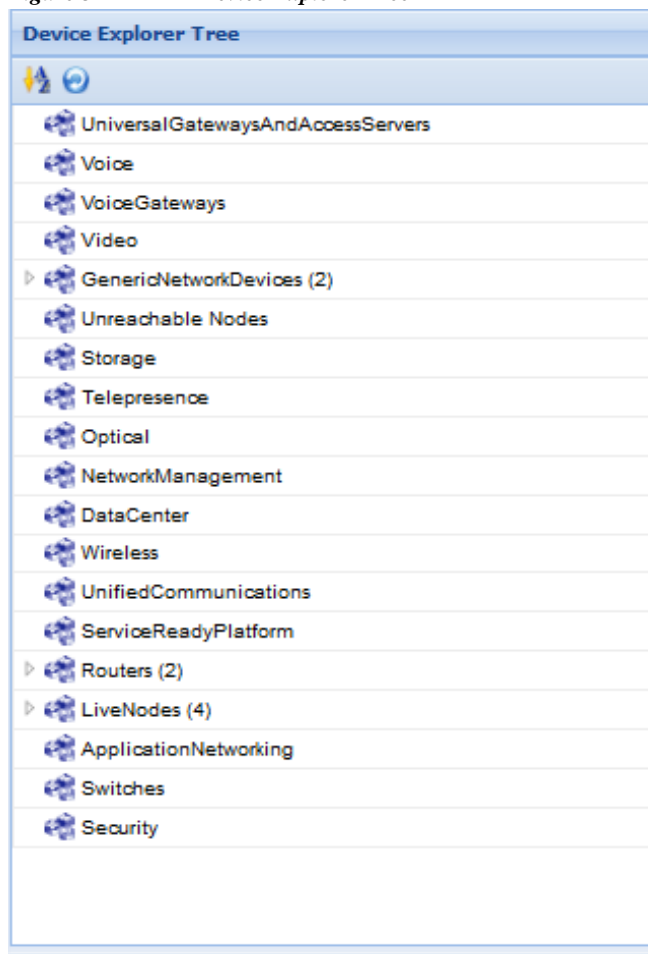 Device Explorer Tree
UniversalGatewaysAndAccessServers
Voice
VoiceGateways
Video
GenericNetworkDevices (2)
Unreachable Nodes
Storage
Telepresence
Optical
NetworkManagement
DataCenter
Wireless
UnifiedCommunications
ServiceReadyPlatform
Routers (2)
LiveNodes (4)
ApplicationNetworking
Switches
Security